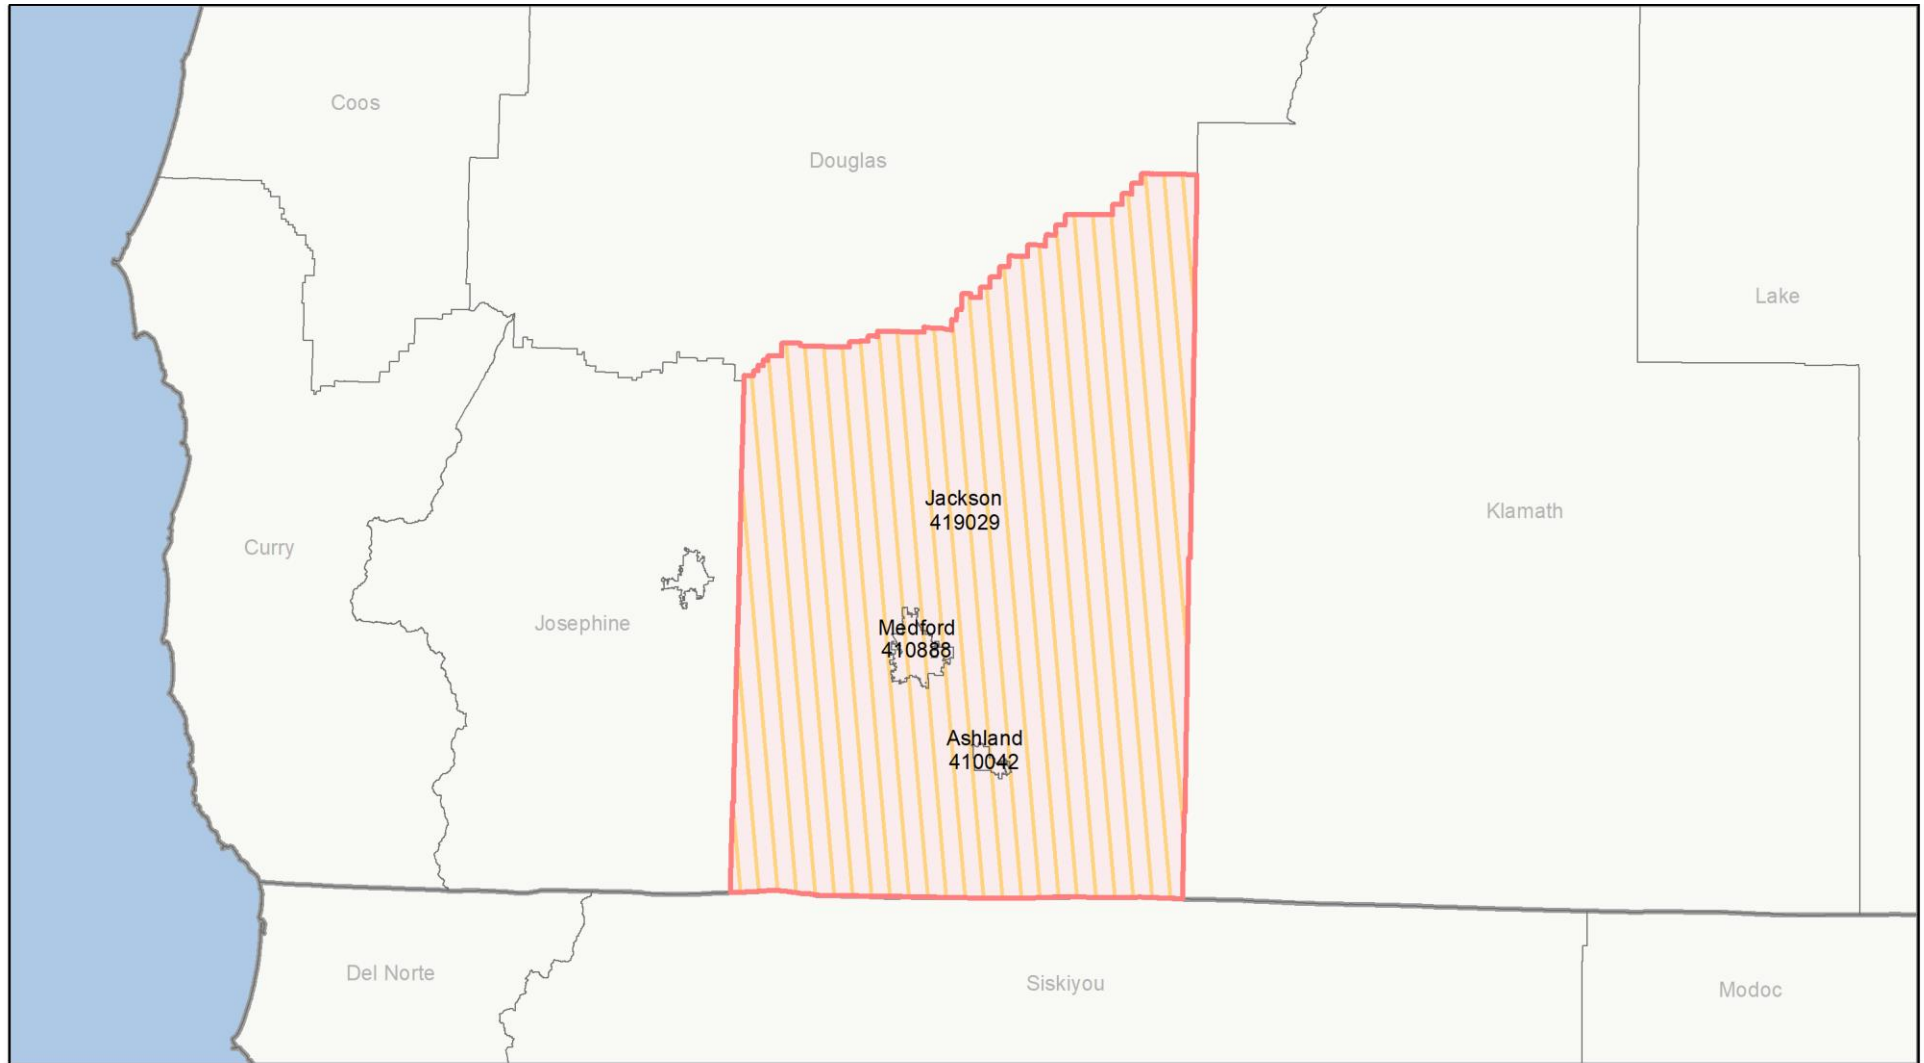 Coos
Douglas
Lake
Jackson
419029
Klamath
Curry
Josephine
Medford
410888
Ashland
410042
Del Norte
Siskiyou
Modoc